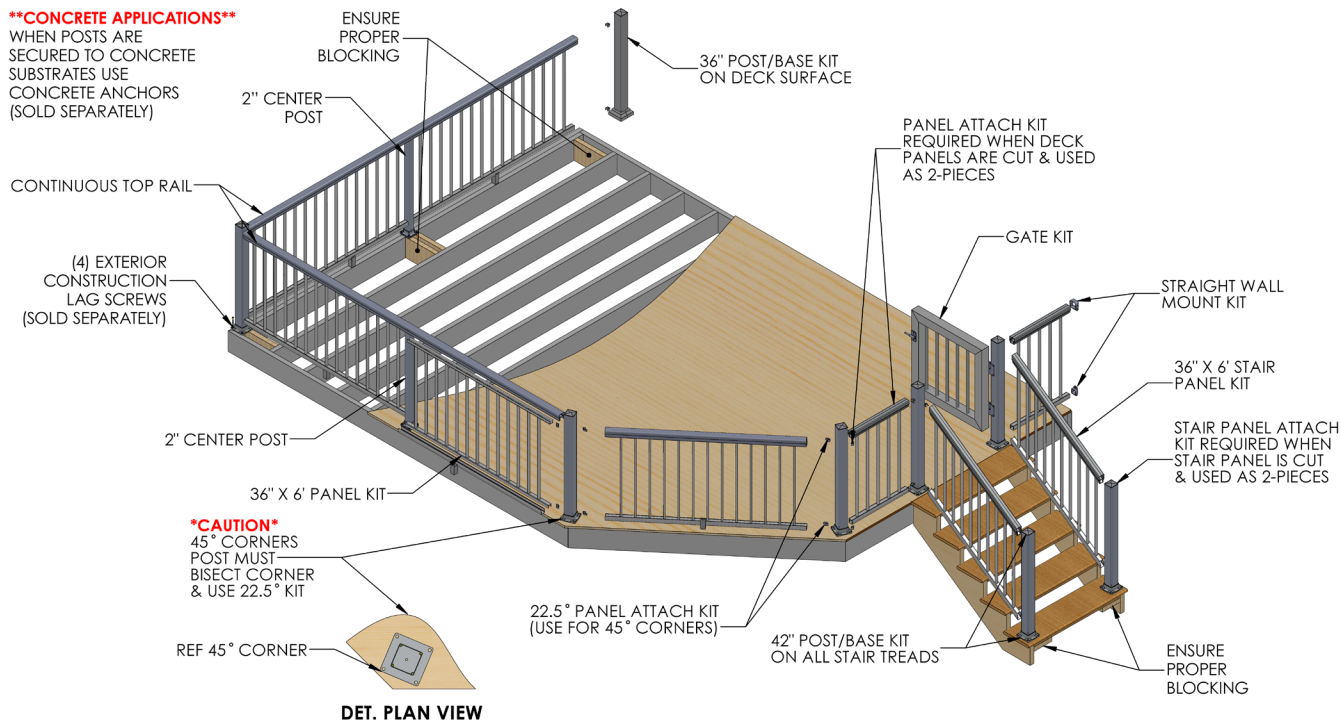 **CONCRETE APPLICATIONS**
WHEN POSTS ARE
SECURED TO CONCRETE
SUBSTRATES USE
CONCRETE ANCHORS
(SOLD SEPARATELY)
ENSURE
PROPER
BLOCKING
36" POST/BASE KIT
ON DECK SURFACE
2" CENTER
POST
PANEL ATTACH KIT
REQUIRED WHEN DECK
PANELS ARE CUT & USED
AS 2-PIECES
CONTINUOUS TOP RAIL
GATE KIT
(4) EXTERIOR
CONSTRUCTION
LAG SCREWS
(SOLD SEPARATELY)
STRAIGHT WALL
MOUNT KIT
36" X 6' STAIR
PANEL KIT
STAIR PANEL ATTACH
KIT REQUIRED WHEN
STAIR PANEL IS CUT
& USED AS 2-PIECES
2" CENTER POST
36" X 6' PANEL KIT
*CAUTION*
45° CORNERS
POST MUST
BISECT CORNER
& USE 22.5° KIT
22.5° PANEL ATTACH KIT
(USE FOR 45° CORNERS)
42" POST/BASE KIT
ON ALL STAIR TREADS
ENSURE
PROPER
BLOCKING
REF 45° CORNER
DET. PLAN VIEW